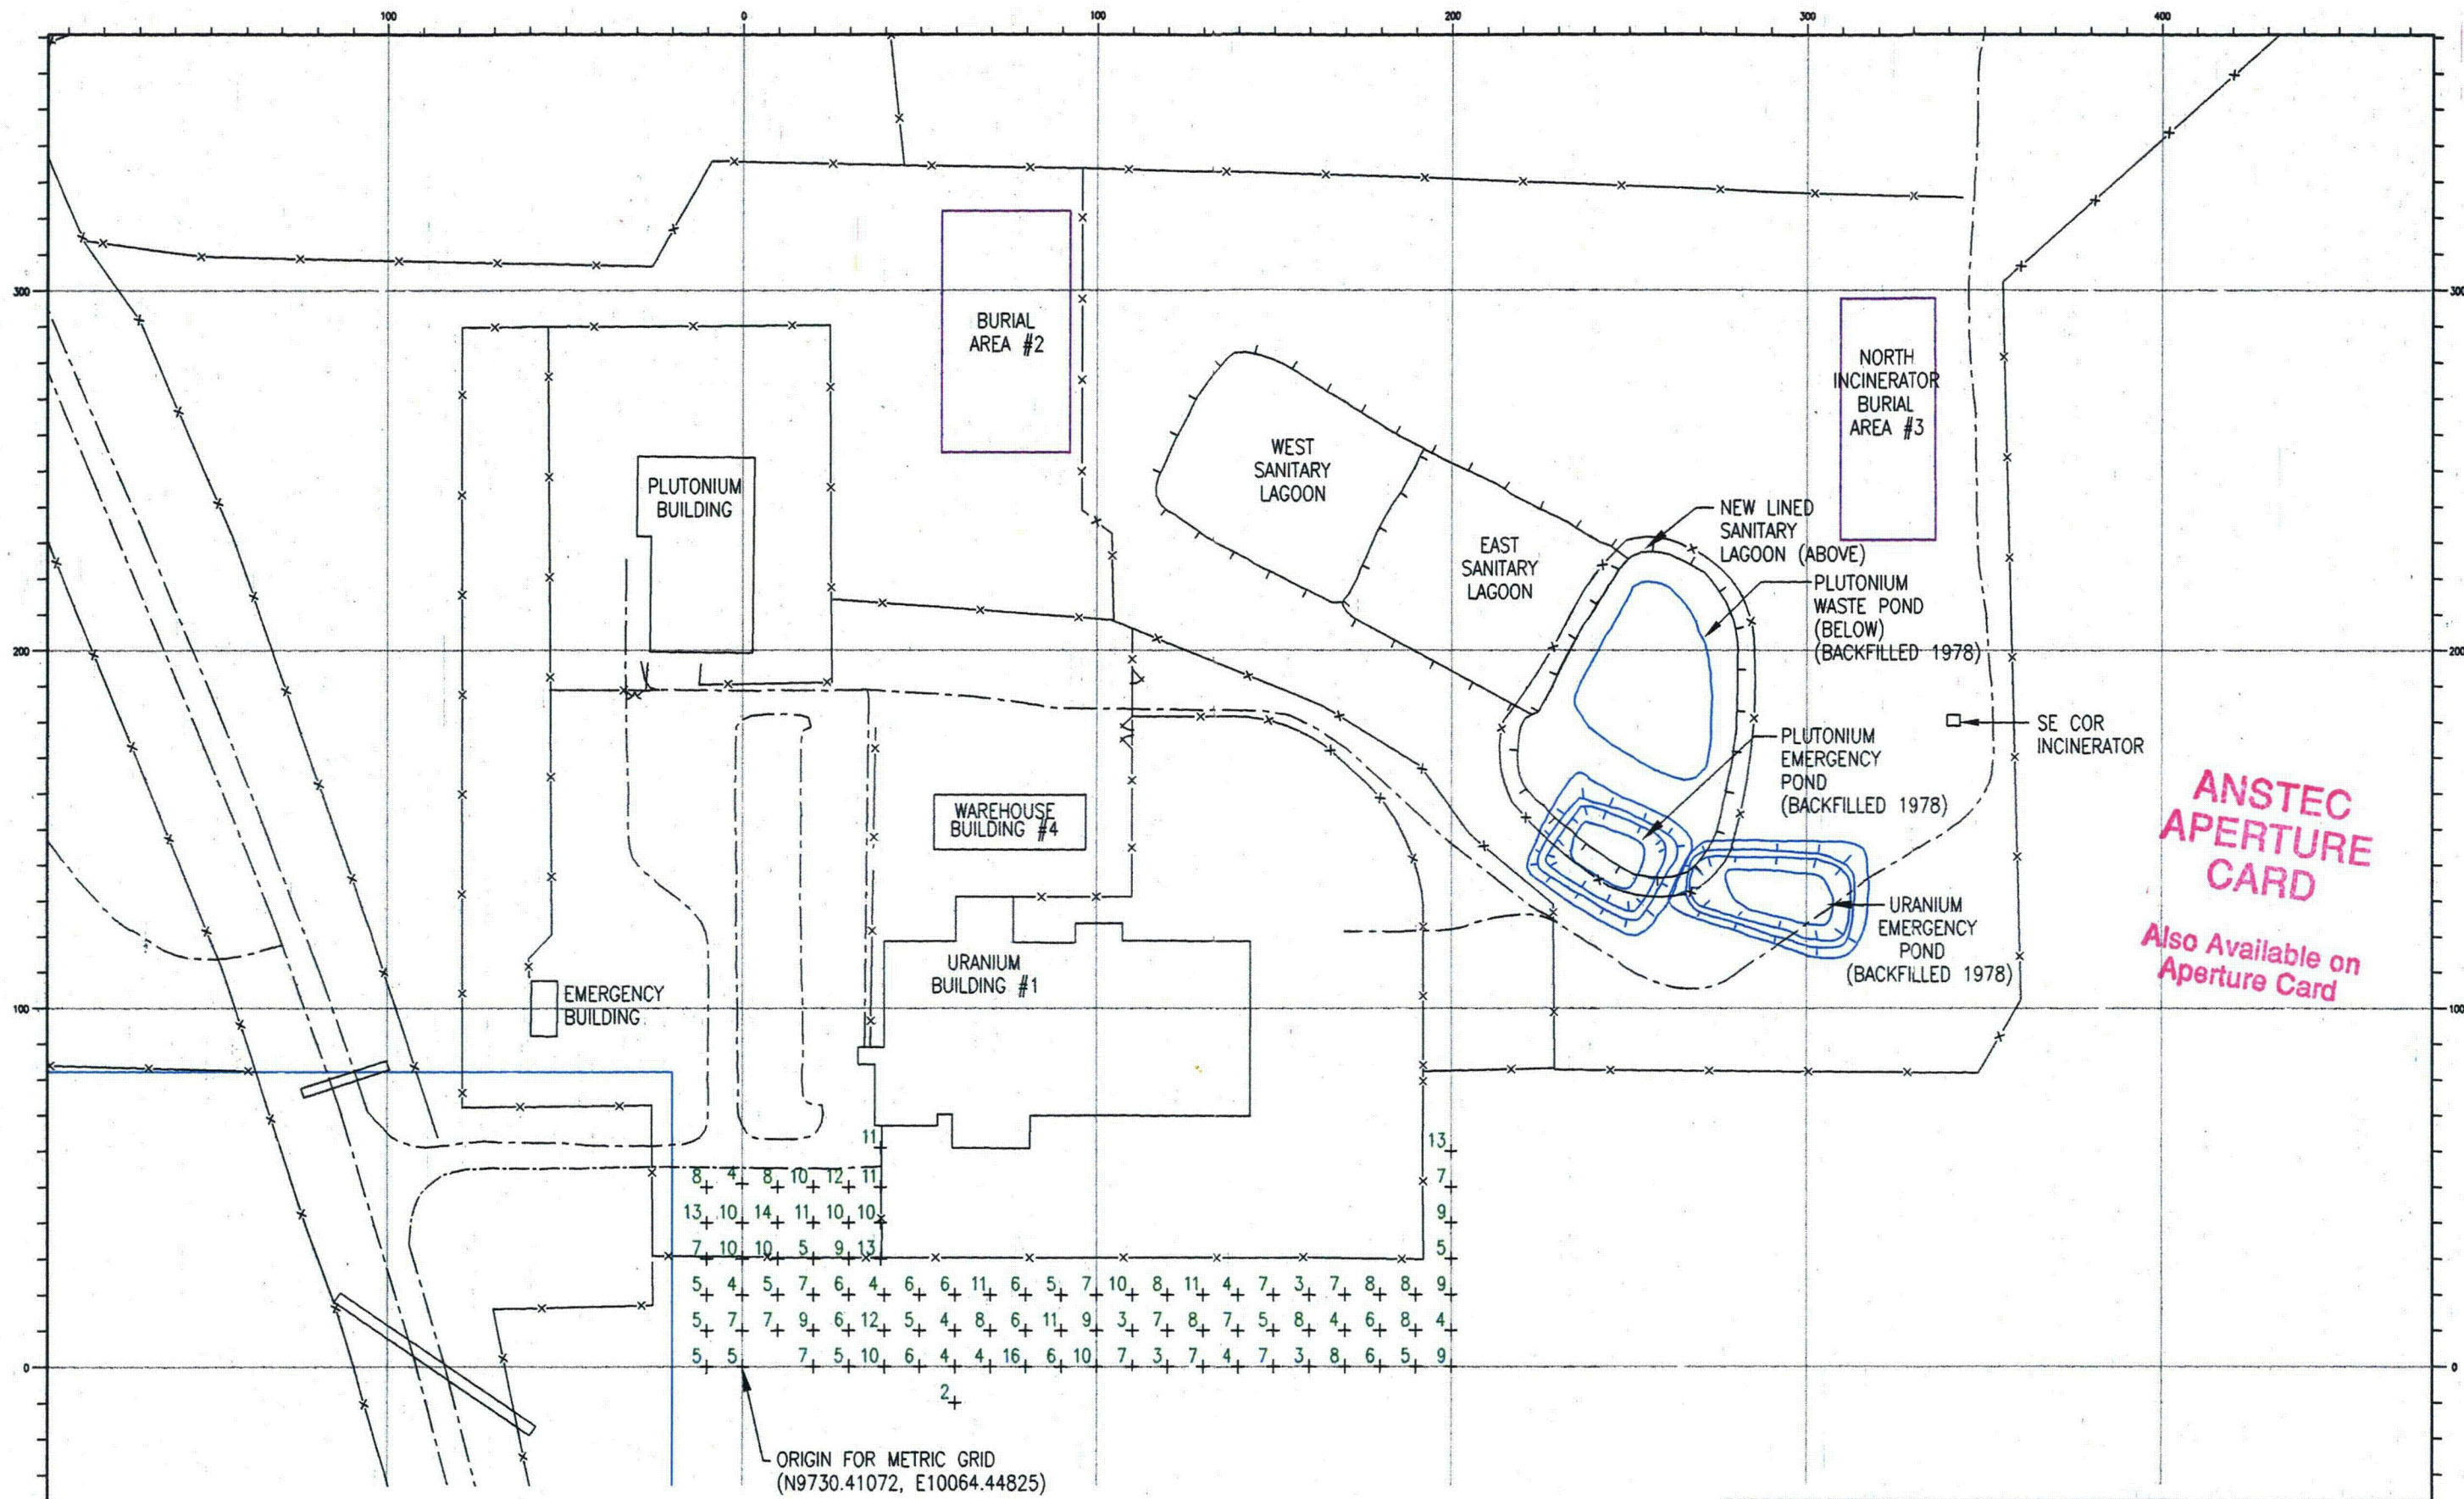 100 0 100 200 300 400
300
300
BURIAL
AREA #2
NORTH
INCINERATOR
BURIAL
AREA #3
WEST
SANITARY
LAGOON
PLUTONIUM
BUILDING
NEW LINED
SANITARY
LAGOON (ABOVE)
EAST
SANITARY
LAGOON
PLUTONIUM
WASTE POND
(BELOW)
(BACKFILLED 1978)
200
200
SE COR
INCINERATOR
PLUTONIUM
EMERGENCY
POND
(BACKFILLED 1978)
WAREHOUSE
BUILDING #4
ANSTEC
APERTURE
CARD
Also Available on
Aperture Card
URANIUM
EMERGENCY
POND
(BACKFILLED 1978)
URANIUM
BUILDING #1
EMERGENCY
BUILDING
100
100
11 13
8 4 8 10 12 11 7
13 10 14 11 10 10 9
7 10 10 5 9 13 5
5 4 5 7 6 4 6 6 11 6 5 7 10 8 11 4 7 3 7 8 8 9
5 7 7 9 6 12 5 4 8 6 11 9 3 7 8 7 5 8 4 6 8 4
0 5 5 7 5 10 6 4 4 16 6 10 7 3 7 4 7 3 8 6 5 9 0
2
ORIGIN FOR METRIC GRID
(N9730.41072, E10064.44825)